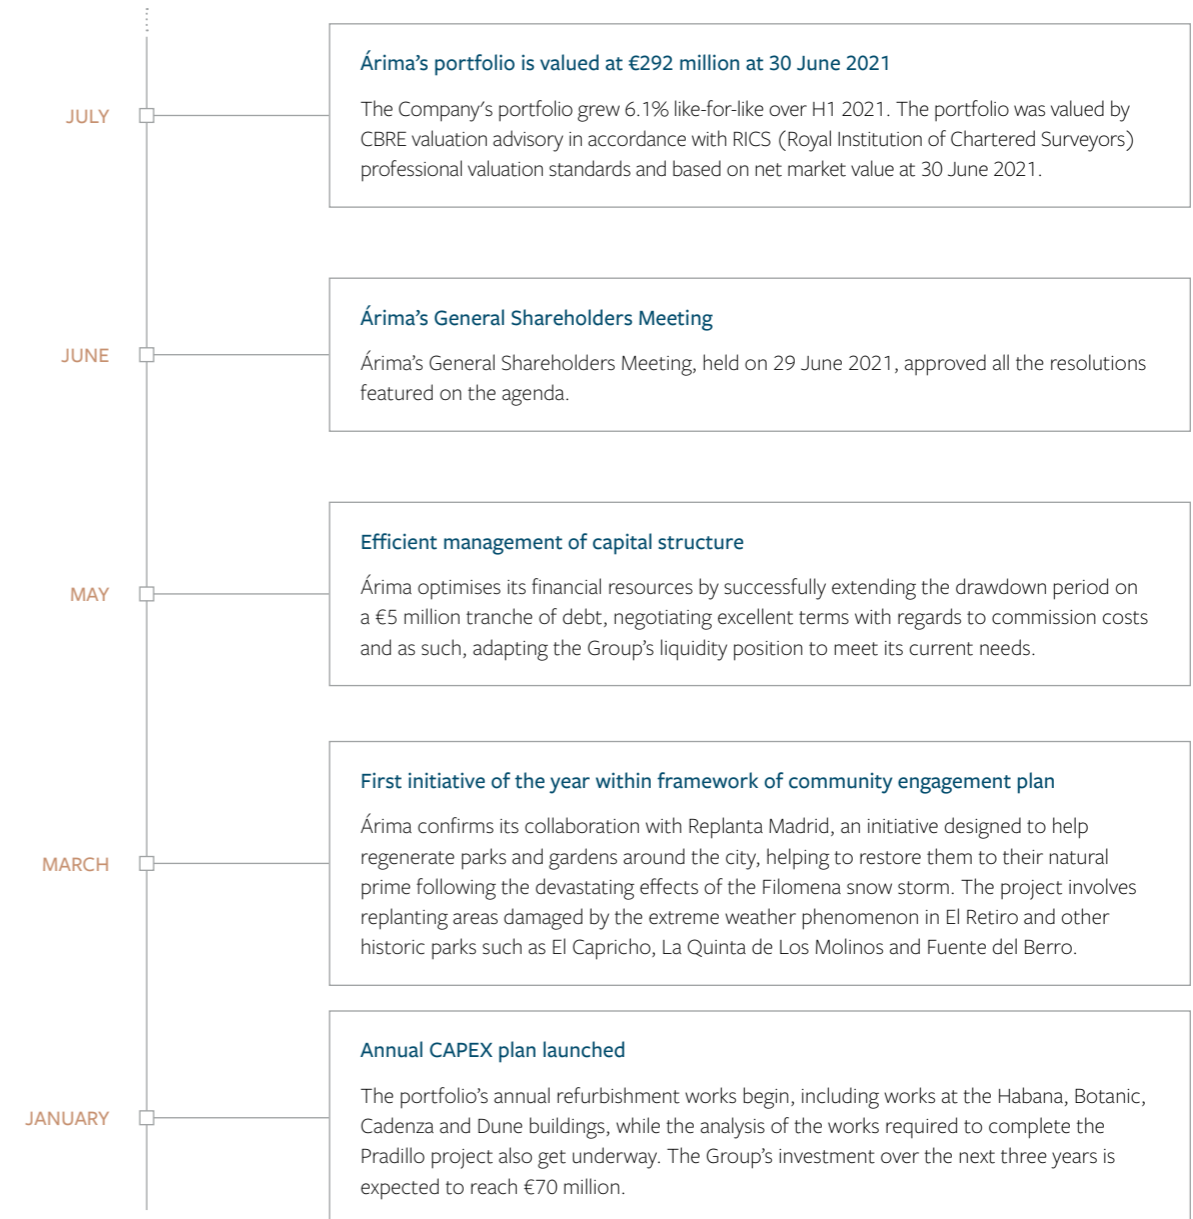 Árima’s portfolio is valued at €292 million at 30 June 2021
JULY
The Company’s portfolio grew 6.1% like-for-like over H1 2021. The portfolio was valued by
CBRE valuation advisory in accordance with RICS (Royal Institution of Chartered Surveyors)
professional valuation standards and based on net market value at 30 June 2021.
Árima’s General Shareholders Meeting
JUNE
Árima’s General Shareholders Meeting, held on 29 June 2021, approved all the resolutions
featured on the agenda.
Efficient management of capital structure
MAY
Árima optimises its financial resources by successfully extending the drawdown period on
a €5 million tranche of debt, negotiating excellent terms with regards to commission costs
and as such, adapting the Group’s liquidity position to meet its current needs.
First initiative of the year within framework of community engagement plan
MARCH
Árima confirms its collaboration with Replanta Madrid, an initiative designed to help
regenerate parks and gardens around the city, helping to restore them to their natural
prime following the devastating effects of the Filomena snow storm. The project involves
replanting areas damaged by the extreme weather phenomenon in El Retiro and other
historic parks such as El Capricho, La Quinta de Los Molinos and Fuente del Berro.
Annual CAPEX plan launched
JANUARY
The portfolio’s annual refurbishment works begin, including works at the Habana, Botanic,
Cadenza and Dune buildings, while the analysis of the works required to complete the
Pradillo project also get underway. The Group’s investment over the next three years is
expected to reach €70 million.